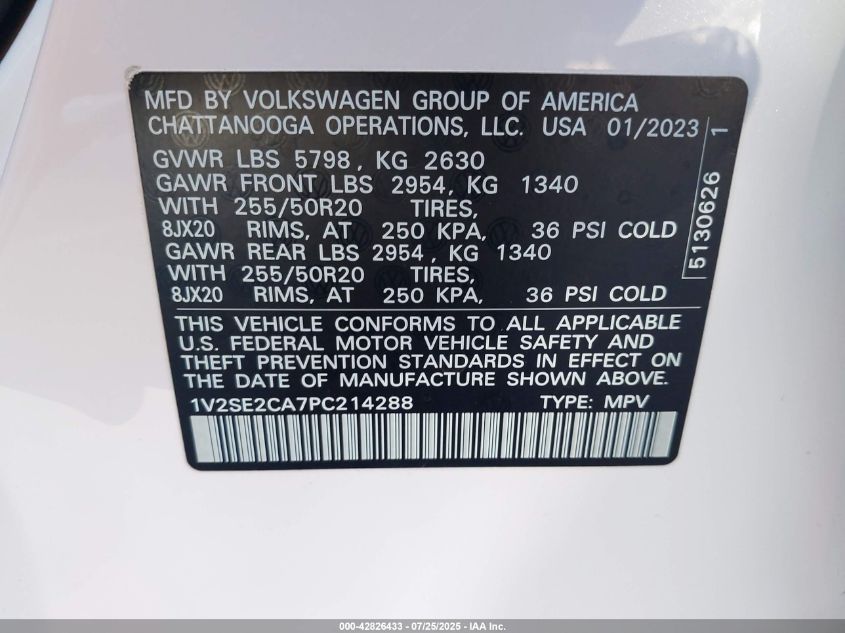 MFD BY VOLKSWAGEN GROUP OF AMERICA
CHATTANOOGA OPERATIONS, LLC. USA 01/2023
GVWR LBS 5798, KG 2630
GAWR FRONT LBS 2954, KG 1340
WITH 255/50R20 TIRES,
8JX20 RIMS, AT 250 KPA, 36 PSI COLD
GAWR REAR LBS 2954, KG 1340
WITH 255/50R20 TIRES,
8JX20 RIMS, AT 250 KPA, 36 PSI COLD
5130626 1
THIS VEHICLE CONFORMS TO ALL APPLICABLE
U.S. FEDERAL MOTOR VEHICLE SAFETY AND
THEFT PREVENTION STANDARDS IN EFFECT ON
THE DATE OF MANUFACTURE SHOWN ABOVE.
1V2SE2CA7PC214288 TYPE: MPV
000-42826433 - 07/25/2025 - IAA Inc.